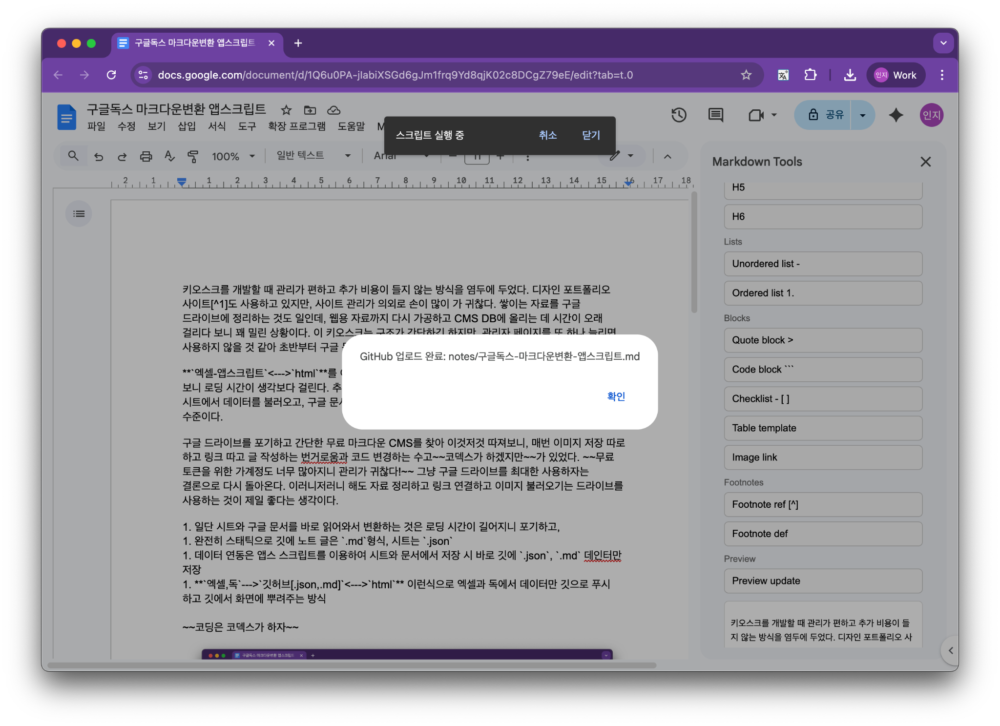 구글독스 마크다운변환 앱스크립트
docs.google.com/document/d/1Q6u0PA-jlabiXSGd6gJm1frq9Yd8qjK02c8DCgZ79eE/edit?tab=t.0
인지 Work
구글독스 마크다운변환 앱스크립트
파일 수정 보기 삽입 서식 도구 확장 프로그램 도움말
공유
인지
스크립트 실행 중 취소 닫기
100% 일반 텍스트 Arial 11
2 1 1 2 3 4 5 6 7 8 9 10 11 12 13 14 15 16 17 18
키오스크를 개발할 때 관리가 편하고 추가 비용이 들지 않는 방식을 염두에 두었다. 디자인 포트폴리오
사이트[^1]도 사용하고 있지만, 사이트 관리가 의외로 손이 많이 가 귀찮다. 쌓이는 자료를 구글
드라이브에 정리하는 것도 일인데, 웹용 자료까지 다시 가공하고 CMS DB에 올리는 데 시간이 오래
걸리다 보니 꽤 밀린 상황이다. 이 키오스크는 구조가 간단하긴 하지만, 관리자 페이지를 또 하나 늘리면
사용하지 않을 것 같아 초반부터 구글
**`엑셀-앱스크립트`<--->`html`**를
보니 로딩 시간이 생각보다 걸린다.
시트에서 데이터를 불러오고, 구글
수준이다.
GitHub 업로드 완료: notes/구글독스-마크다운변환-앱스크립트.md
확인
구글 드라이브를 포기하고 간단한 무료 마크다운 CMS를 찾아 이것저것 따져보니, 매번 이미지 저장 따로
하고 링크 따고 글 작성하는 번거로움과 코드 변경하는 수고~~코덱스가 하겠지만~~가 있었다. ~~무료
토큰을 위한 가계정도 너무 많아지니 관리가 귀찮다!~~ 그냥 구글 드라이브를 최대한 사용하자는
결론으로 다시 돌아온다. 이러니저러니 해도 자료 정리하고 링크 연결하고 이미지 불러오기는 드라이브를
사용하는 것이 제일 좋다는 생각이다.
1. 일단 시트와 구글 문서를 바로 읽어와서 변환하는 것은 로딩 시간이 길어지니 포기하고,
1. 완전히 스태틱으로 깃에 노트 글은 `.md`형식, 시트는 `.json`
1. 데이터 연동은 앱스 스크립트를 이용하여 시트와 문서에서 저장 시 바로 깃에 `.json`, `.md` 데인터만
저장
1. **`엑셀,독`--->`깃허브[.json,.md]`<--->`html`** 이런식으로 엑셀과 독에서 데이터만 깃으로 푸시
하고 깃에서 화면에 뿌려주는 방식
~~코딩은 코덱스가 하자~~
구글독스 마크다운변환 앱스크립트
Markdown Tools
H5
H6
Lists
Unordered list -
Ordered list 1.
Blocks
Quote block >
Code block ```
Checklist - [ ]
Table template
Image link
Footnotes
Footnote ref [^]
Footnote def
Preview
Preview update
키오스크를 개발할 때 관리가 편하고 추가 비용이 들
지 않는 방식을 염두에 두었다. 디자인 포트폴리오 사